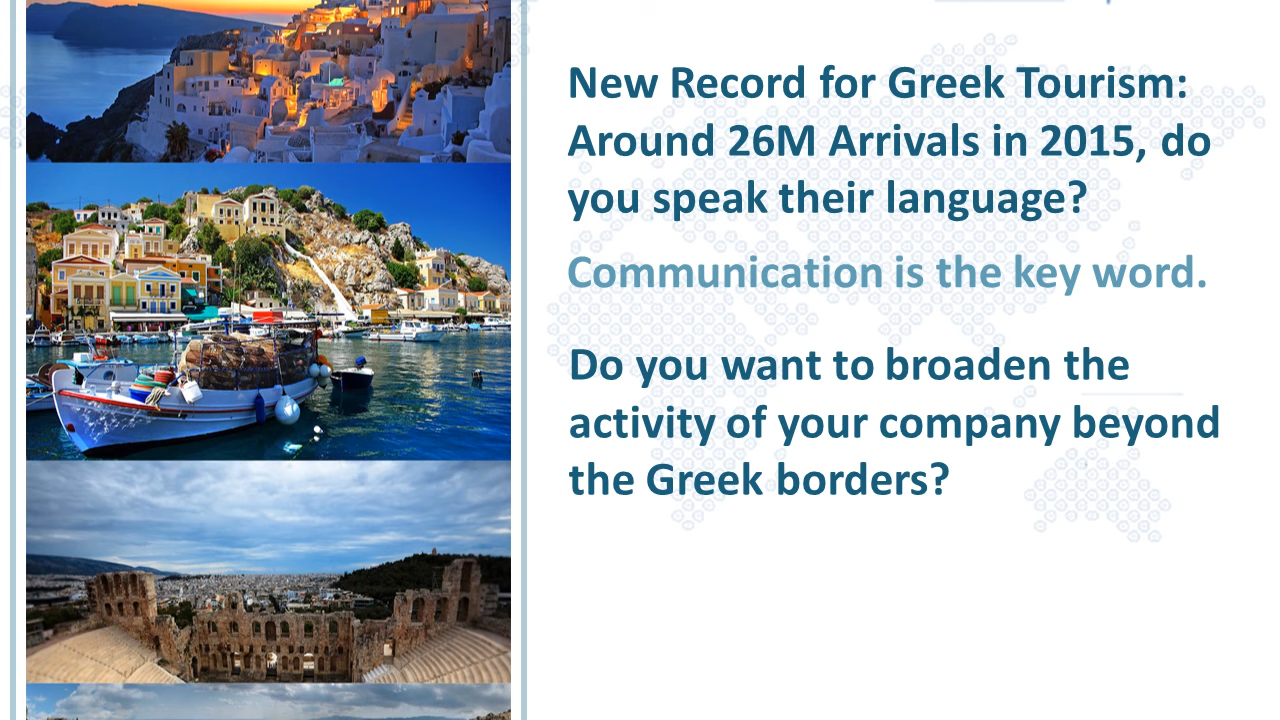 New Record for Greek Tourism:
Around 26M Arrivals in 2015, do
you speak their language?
Communication is the key word.
Do you want to broaden the
activity of your company beyond
the Greek borders?